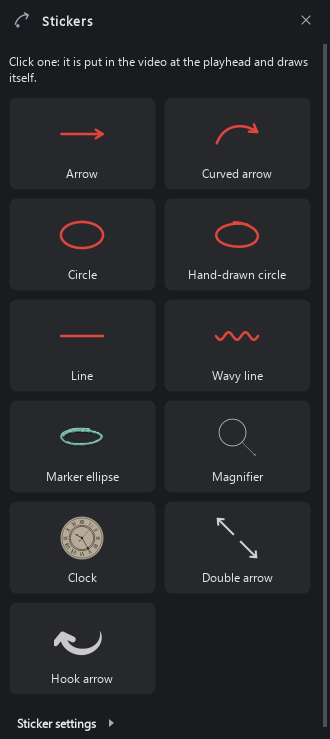 Stickers
Click one: it is put in the video at the playhead and draws
itself.
Arrow
Curved arrow
Circle
Hand-drawn circle
Line
Wavy line
Marker ellipse
Magnifier
Clock
Double arrow
Hook arrow
Sticker settings